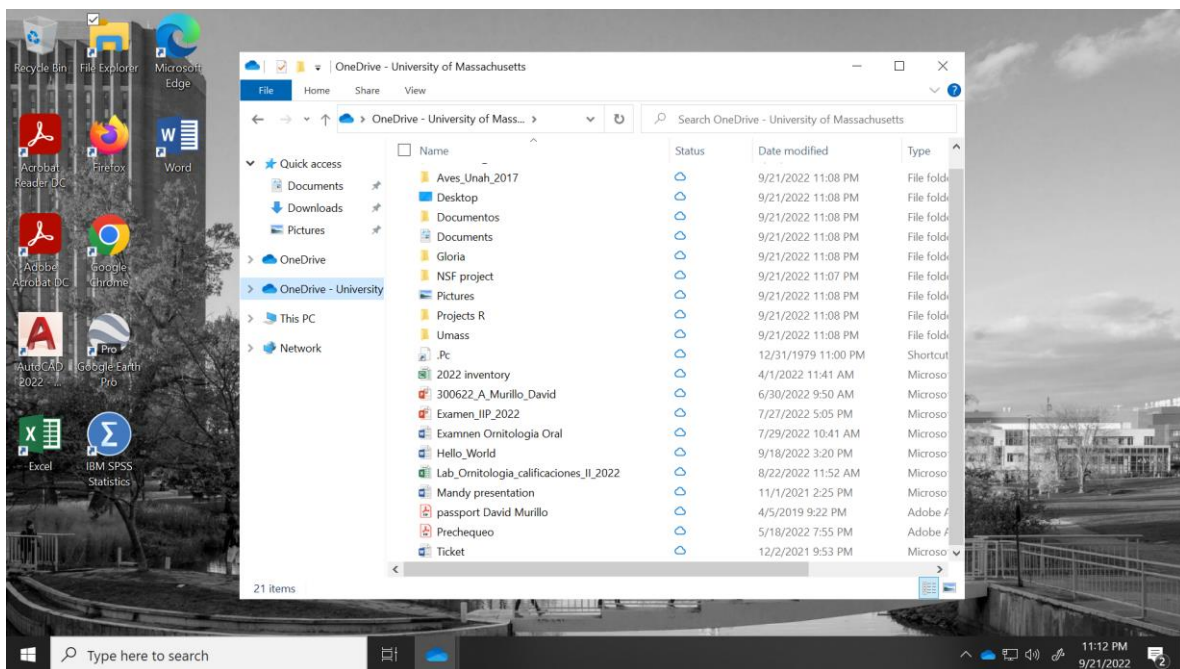 Recycle Bin
File Explorer
Microsoft
Edge
Acrobat
Reader DC
Firefox
Word
Adobe
Acrobat DC
Google
Chrome
AutoCAD
2022 - ...
Google Earth
Pro
Excel
IBM SPSS
Statistics
OneDrive - University of Massachusetts
File Home Share View
OneDrive - University of Mass...
Search OneDrive - University of Massachusetts
Quick access
Documents
Downloads
Pictures
OneDrive
OneDrive - University
This PC
Network
Name Status Date modified Type
Aves_Unah_2017 9/21/2022 11:08 PM File folde
Desktop 9/21/2022 11:08 PM File folde
Documentos 9/21/2022 11:08 PM File folde
Documents 9/21/2022 11:08 PM File folde
Gloria 9/21/2022 11:08 PM File folde
NSF project 9/21/2022 11:07 PM File folde
Pictures 9/21/2022 11:08 PM File folde
Projects R 9/21/2022 11:08 PM File folde
Umass 9/21/2022 11:08 PM File folde
.Pc 12/31/1979 11:00 PM Shortcut
2022 inventory 4/1/2022 11:41 AM Microso
300622_A_Murillo_David 6/30/2022 9:50 AM Microso
Examen_IIP_2022 7/27/2022 5:05 PM Microso
Examnen Ornitologia Oral 7/29/2022 10:41 AM Microso
Hello_World 9/18/2022 3:20 PM Microso
Lab_Ornitologia_calificaciones_II_2022 8/22/2022 11:52 AM Microso
Mandy presentation 11/1/2021 2:25 PM Microso
passport David Murillo 4/5/2019 9:22 PM Adobe A
Prechequeo 5/18/2022 7:55 PM Adobe A
Ticket 12/2/2021 9:53 PM Microso
21 items
Type here to search
11:12 PM
9/21/2022
2